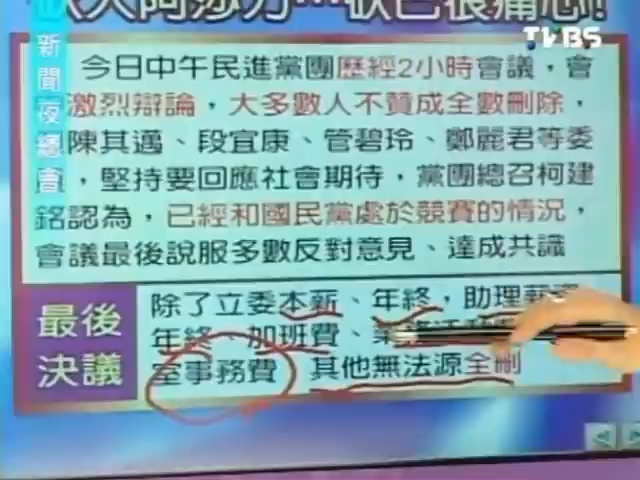 TVBS
新聞夜總會
今日中午民進黨團歷經2小時會議，會
激烈辯論，大多數人不贊成全數刪除，
陳其邁、段宜康、管碧玲、鄭麗君等委
，堅持要回應社會期待，黨團總召柯建
銘認為，已經和國民黨處於競賽的情況，
會議最後說服多數反對意見、達成共識
最後
決議
除了立委本薪、年終，助理薪資
年終、加班費、
室事務費 其他無法源全刪